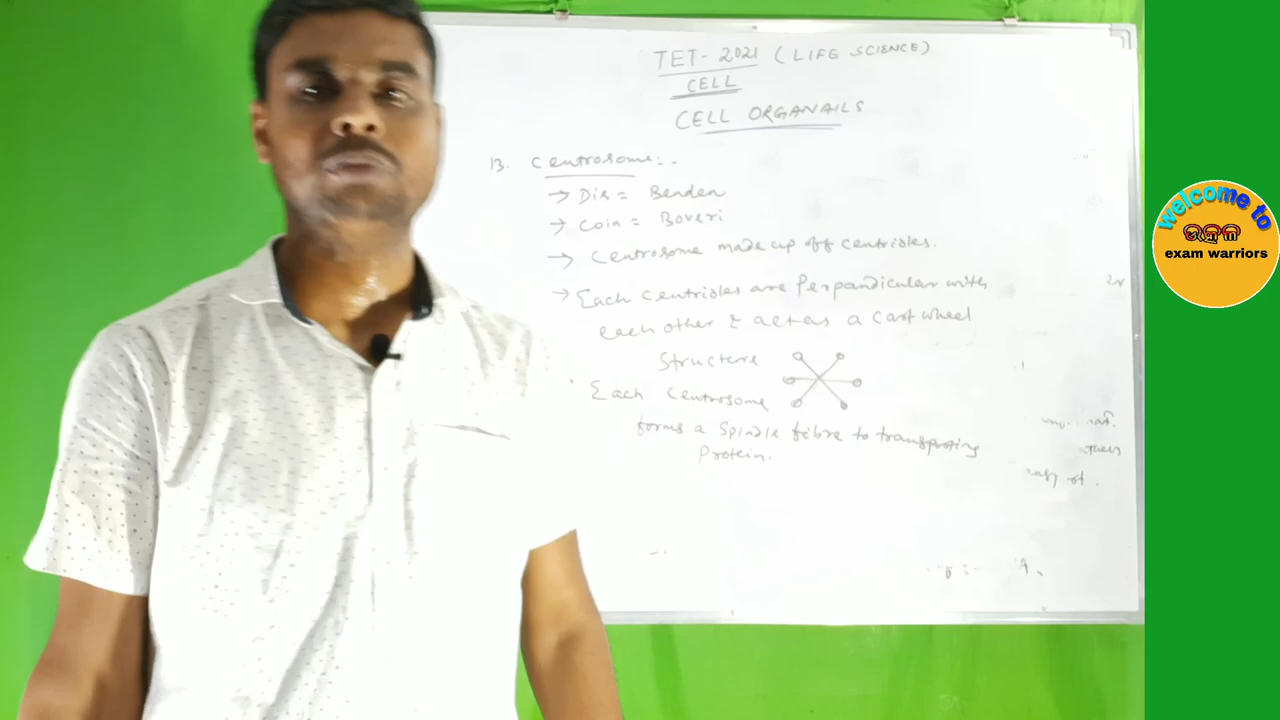 TET - 2021 (LIFE SCIENCE)
CELL
CELL ORGANAILS
13. Centrosome:-
→ Dis = Benden
→ Coin = Boveri
→ Centrosome made up off centrioles.
→ Each centrioles are Perpandicular with
each other & act as a cart wheel
Structure
Each Centrosome
forms a Spindle fibre to transporting
Protein.
welcome to
exam warriors